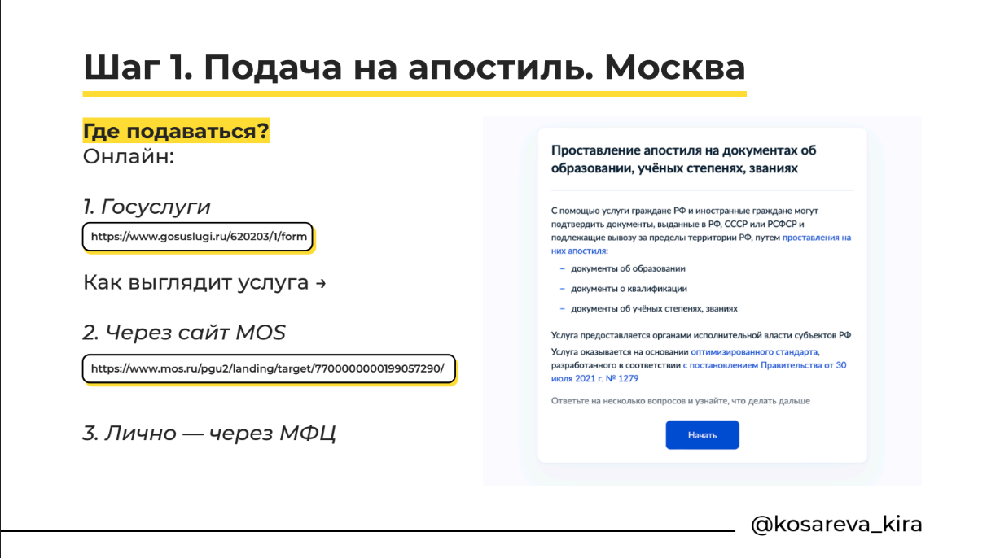 Шаг 1. Подача на апостиль. Москва
Где подаваться?
Онлайн:
1. Госуслуги
https://www.gosuslugi.ru/620203/1/form
Как выглядит услуга →
2. Через сайт MOS
https://www.mos.ru/pgu2/landing/target/7700000000199057290/
3. Лично — через МФЦ
Проставление апостиля на документах об
образовании, учёных степенях, званиях
С помощью услуги граждане РФ и иностранные граждане могут
подтвердить документы, выданные в РФ, СССР или РСФСР и
подлежащие вывозу за пределы территории РФ, путем проставления на
них апостиля:
– документы об образовании
– документы о квалификации
– документы об учёных степенях, званиях
Услуга предоставляется органами исполнительной власти субъектов РФ
Услуга оказывается на основании оптимизированного стандарта,
разработанного в соответствии с постановлением Правительства от 30
июля 2021 г. № 1279
Ответьте на несколько вопросов и узнайте, что делать дальше
Начать
@kosareva_kira